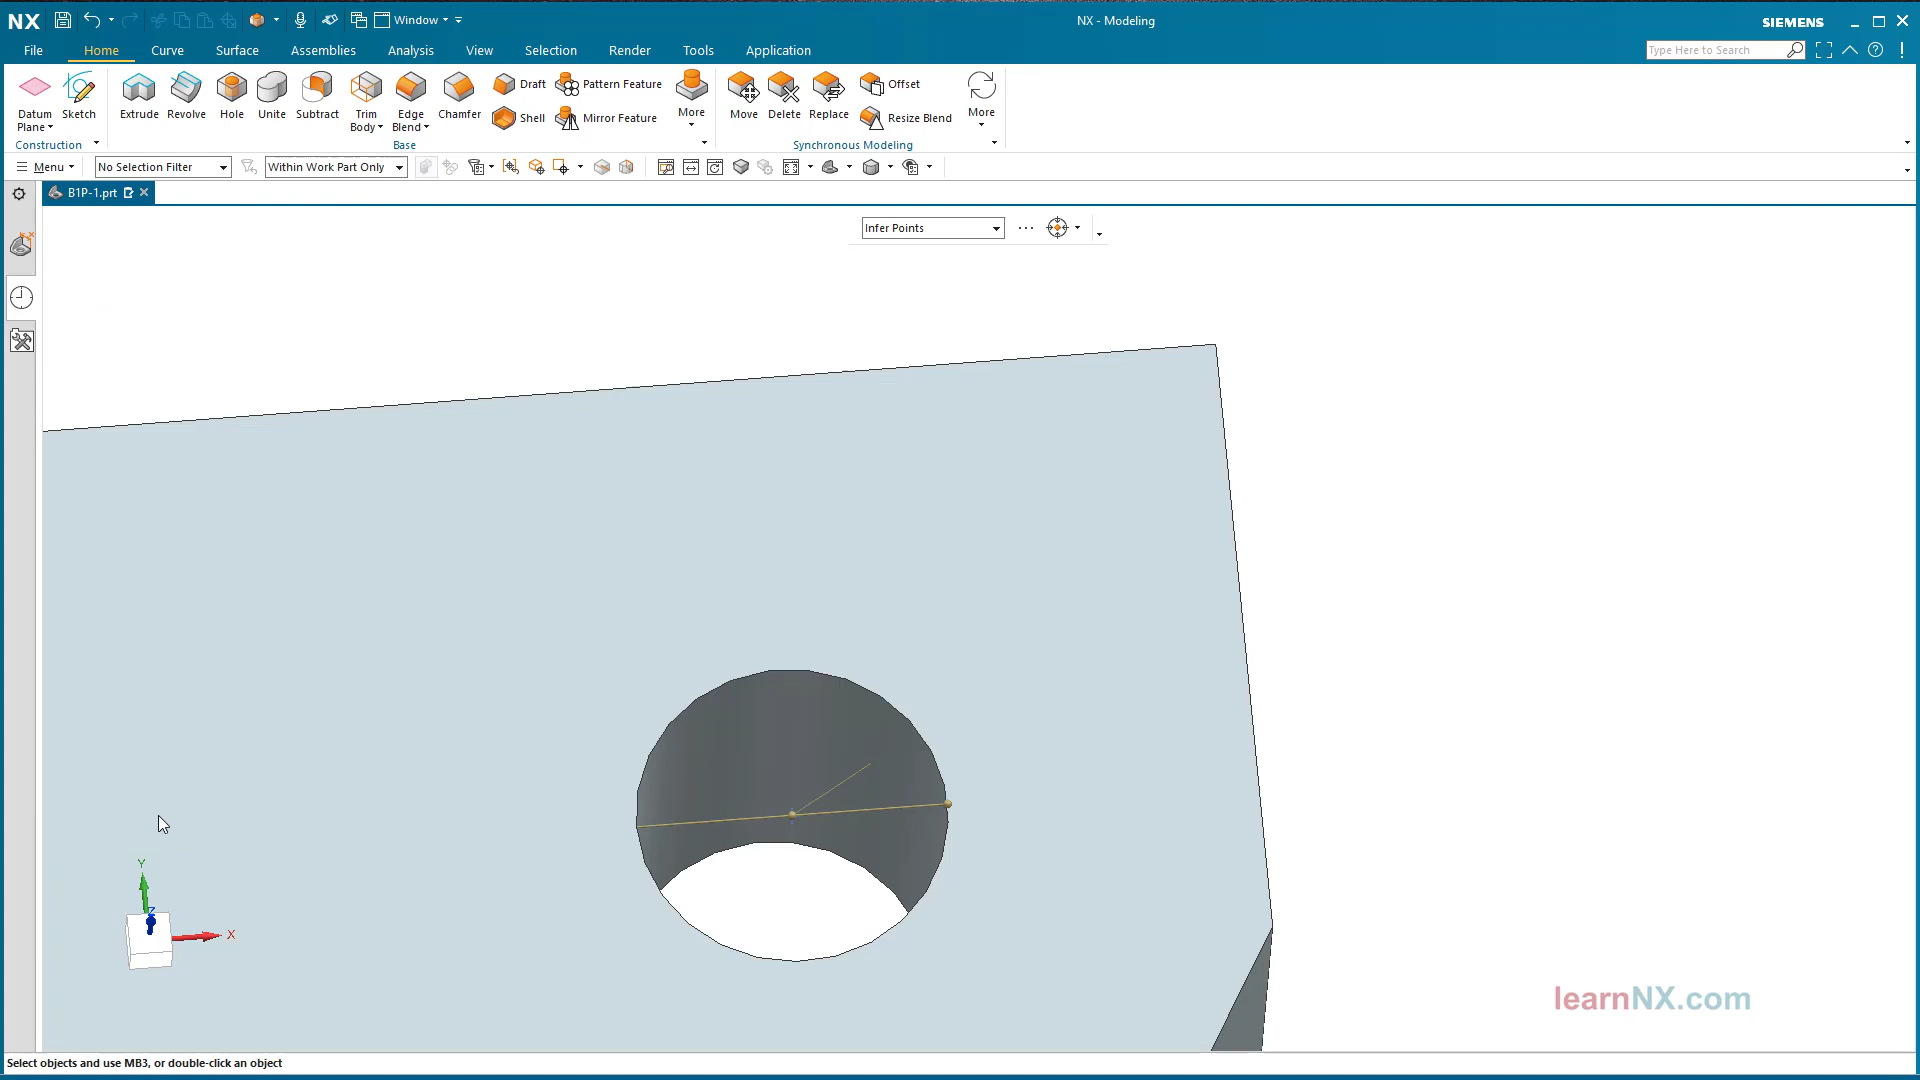 NX
Window
NX - Modeling
SIEMENS
File Home Curve Surface Assemblies Analysis View Selection Render Tools Application
Type Here to Search
Datum Plane
Sketch
Extrude
Revolve
Hole
Unite
Subtract
Trim Body
Edge Blend
Chamfer
Draft
Shell
Pattern Feature
Mirror Feature
More
Move
Delete
Replace
Offset
Resize Blend
More
Construction
Base
Synchronous Modeling
Menu
No Selection Filter
Within Work Part Only
B1P-1.prt
Infer Points
Y
Z
X
learnNX.com
Select objects and use MB3, or double-click an object